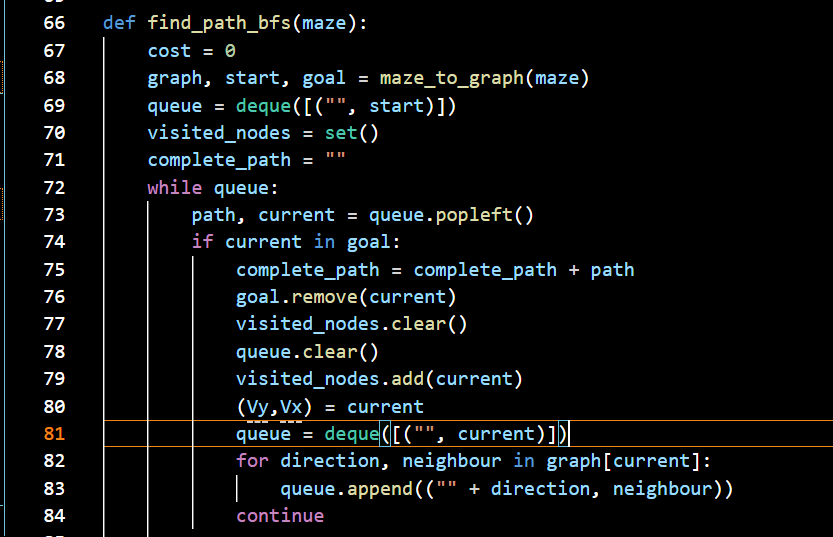 66 def find_path_bfs(maze):
67     cost = 0
68     graph, start, goal = maze_to_graph(maze)
69     queue = deque([("", start)])
70     visited_nodes = set()
71     complete_path = ""
72     while queue:
73         path, current = queue.popleft()
74         if current in goal:
75             complete_path = complete_path + path
76             goal.remove(current)
77             visited_nodes.clear()
78             queue.clear()
79             visited_nodes.add(current)
80             (Vy,Vx) = current
81             queue = deque([("", current)])
82             for direction, neighbour in graph[current]:
83                 queue.append(("" + direction, neighbour))
84             continue